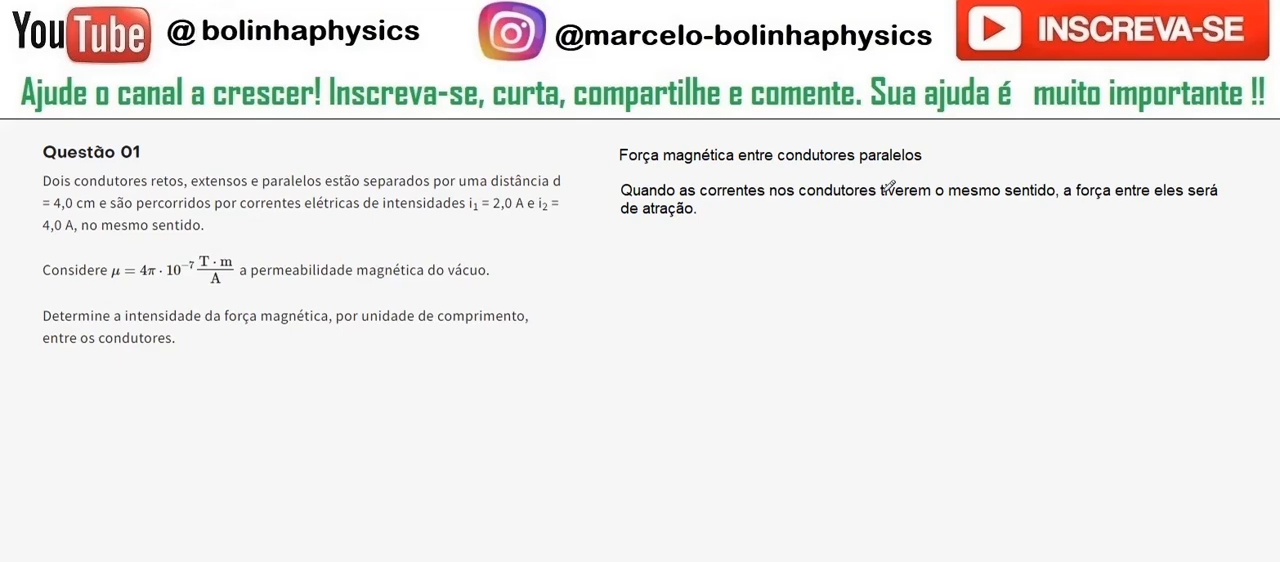 YouTube @bolinhaphysics @marcelo-bolinhaphysics INSCREVA-SE
Ajude o canal a crescer! Inscreva-se, curta, compartilhe e comente. Sua ajuda é muito importante !!
Questão 01
Dois condutores retos, extensos e paralelos estão separados por uma distância d
= 4,0 cm e são percorridos por correntes elétricas de intensidades i₁ = 2,0 A e i₂ =
4,0 A, no mesmo sentido.
Considere μ = 4π · 10⁻⁷ T · m / A a permeabilidade magnética do vácuo.
Determine a intensidade da força magnética, por unidade de comprimento,
entre os condutores.
Força magnética entre condutores paralelos
Quando as correntes nos condutores tiverem o mesmo sentido, a força entre eles será
de atração.